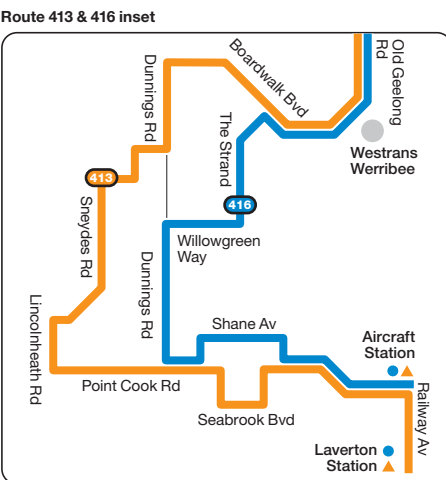 Route 413 & 416 inset
Old Geelong
Rd
Boardwalk Bvd
Dunnings Rd
The Strand
Westrans
Werribee
413
416
Sneydes Rd
Willowgreen
Way
Dunnings Rd
Lincolnheath Rd
Shane Av
Aircraft
Station
Point Cook Rd
Seabrook Bvd
Railway Av
Laverton
Station